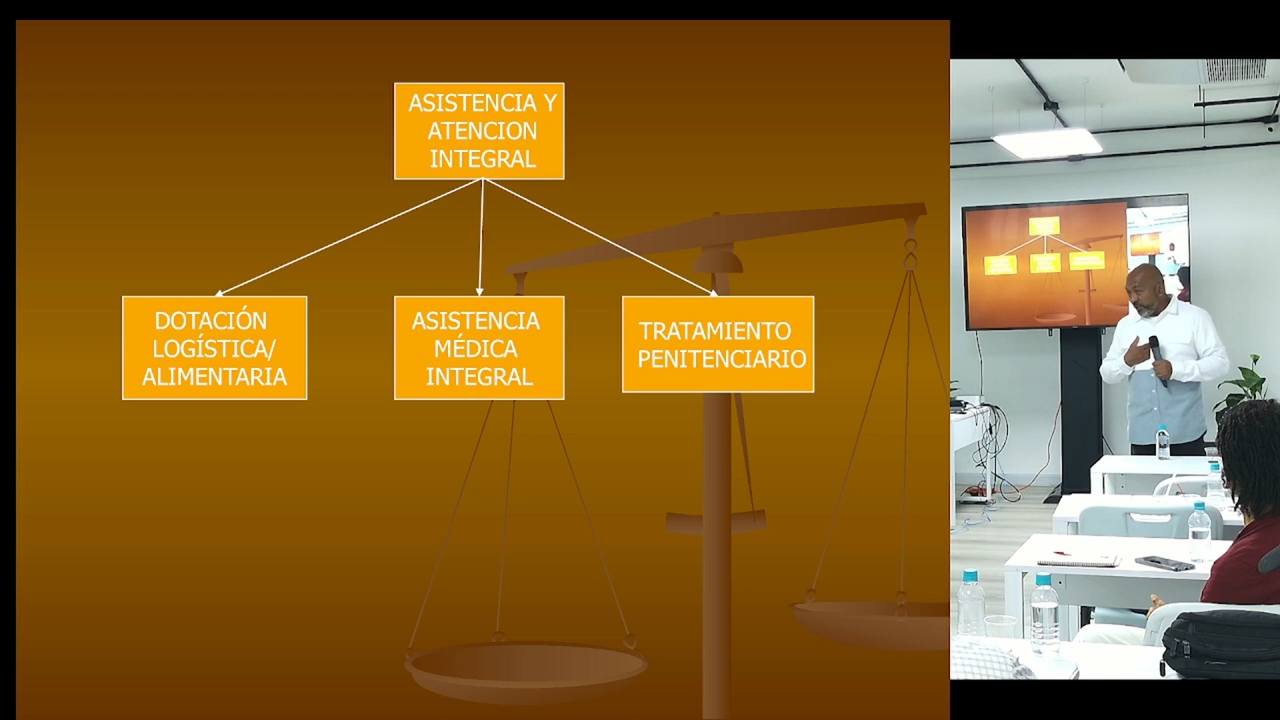 ASISTENCIA Y
ATENCION
INTEGRAL
DOTACIÓN
LOGÍSTICA/
ALIMENTARIA
ASISTENCIA
MÉDICA
INTEGRAL
TRATAMIENTO
PENITENCIARIO